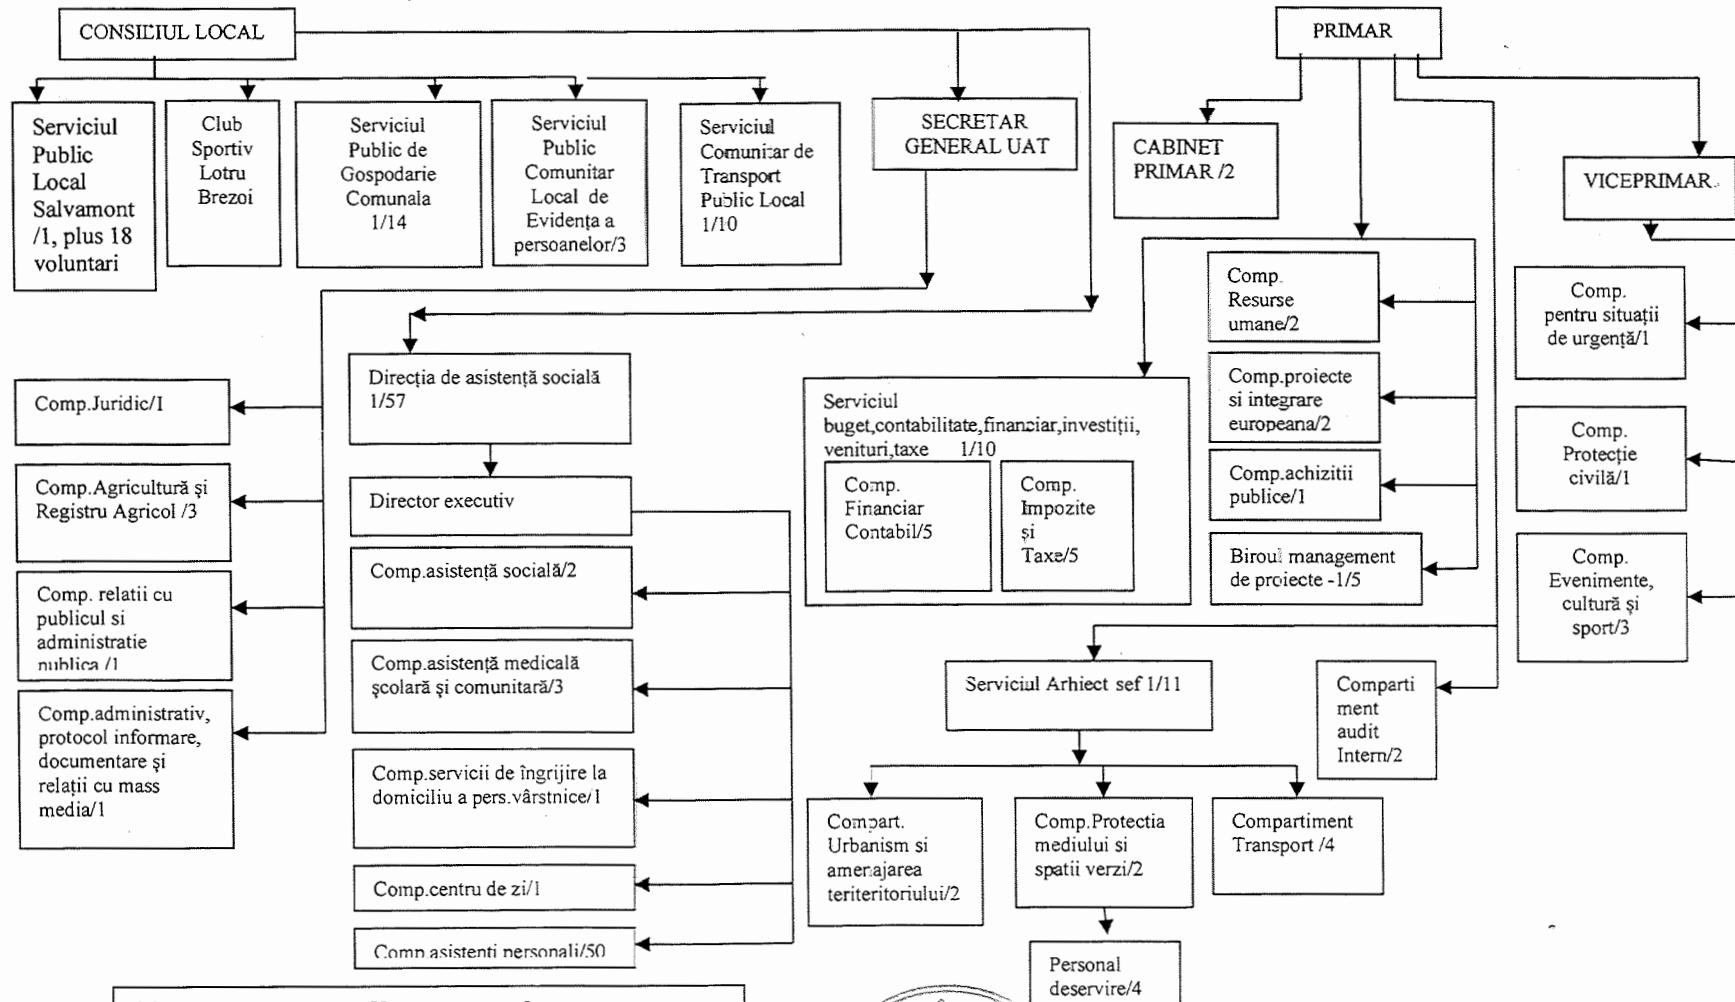 CONSILIUL LOCAL
PRIMAR
Serviciul
Public
Local
Salvamont
/1, plus 18
voluntari
Club
Sportiv
Lotru
Brezoi
Serviciul
Public de
Gospodarie
Comunala
1/14
Serviciul
Public
Comunitar
Local de
Evidența a
persoanelor/3
Serviciul
Comunitar de
Transport
Public Local
1/10
SECRETAR
GENERAL UAT
CABINET
PRIMAR /2
VICEPRIMAR
Comp.
Resurse
umane/2
Comp.proiecte
si integrare
europeana/2
Comp.achizitii
publice/1
Biroul management
de proiecte -1/5
Comp.
pentru situații
de urgență/1
Comp.
Protecție
civilă/1
Comp.
Evenimente,
cultură și
sport/3
Comp.Juridic/1
Comp.Agricultură și
Registru Agricol /3
Comp. relatii cu
publicul si
administratie
publica /1
Comp.administrativ,
protocol informare,
documentare și
relații cu mass
media/1
Direcția de asistență socială
1/57
Director executiv
Comp.asistență socială/2
Comp.asistență medicală
școlară și comunitară/3
Comp.servicii de îngrijire la
domiciliu a pers.vârstnice/1
Comp.centru de zi/1
Comp.asistenti personali/50
Serviciul
buget,contabilitate,financiar,investiții,
venituri,taxe 1/10
Comp.
Financiar
Contabil/5
Comp.
Impozite
și
Taxe/5
Serviciul Arhiect sef 1/11
Comparti
ment
audit
Intern/2
Compart.
Urbanism si
amenajarea
teriteritoriului/2
Comp.Protectia
mediului si
spatii verzi/2
Compartiment
Transport /4
Personal
deservire/4